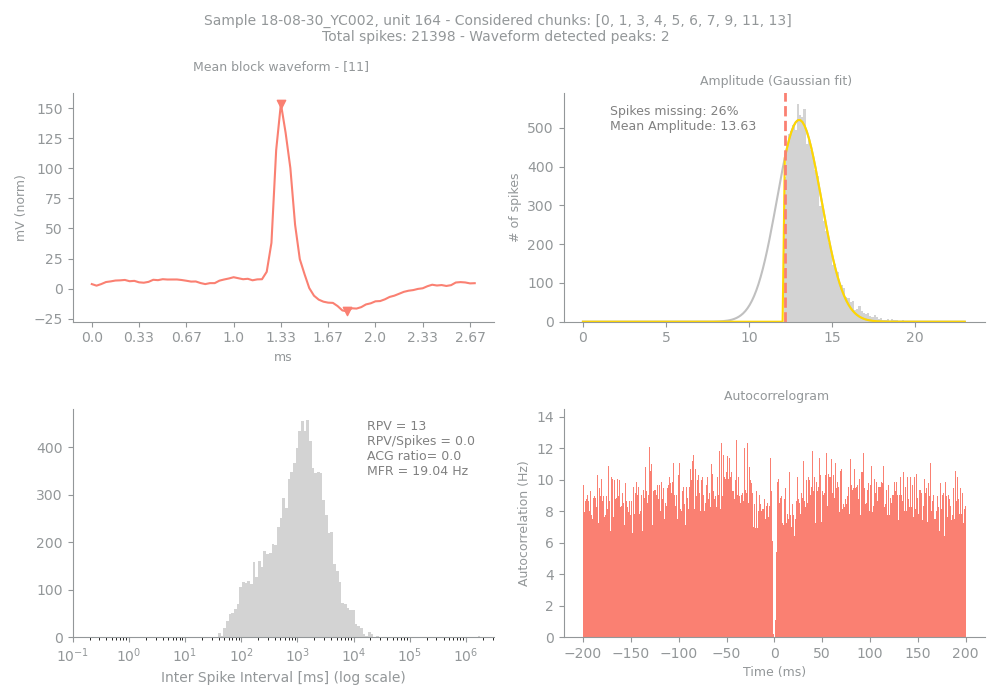 Sample 18-08-30_YC002, unit 164 - Considered chunks: [0, 1, 3, 4, 5, 6, 7, 9, 11, 13]
Total spikes: 21398 - Waveform detected peaks: 2
Mean block waveform - [11]
mV (norm)
150
125
100
75
50
25
0
−25
0.0 0.33 0.67 1.0 1.33 1.67 2.0 2.33 2.67
ms
Amplitude (Gaussian fit)
Spikes missing: 26%
Mean Amplitude: 13.63
# of spikes
500
400
300
200
100
0
0 5 10 15 20
RPV = 13
RPV/Spikes = 0.0
ACG ratio= 0.0
MFR = 19.04 Hz
400
300
200
100
0
10⁻¹ 10⁰ 10¹ 10² 10³ 10⁴ 10⁵ 10⁶
Inter Spike Interval [ms] (log scale)
Autocorrelogram
Autocorrelation (Hz)
14
12
10
8
6
4
2
0
−200 −150 −100 −50 0 50 100 150 200
Time (ms)